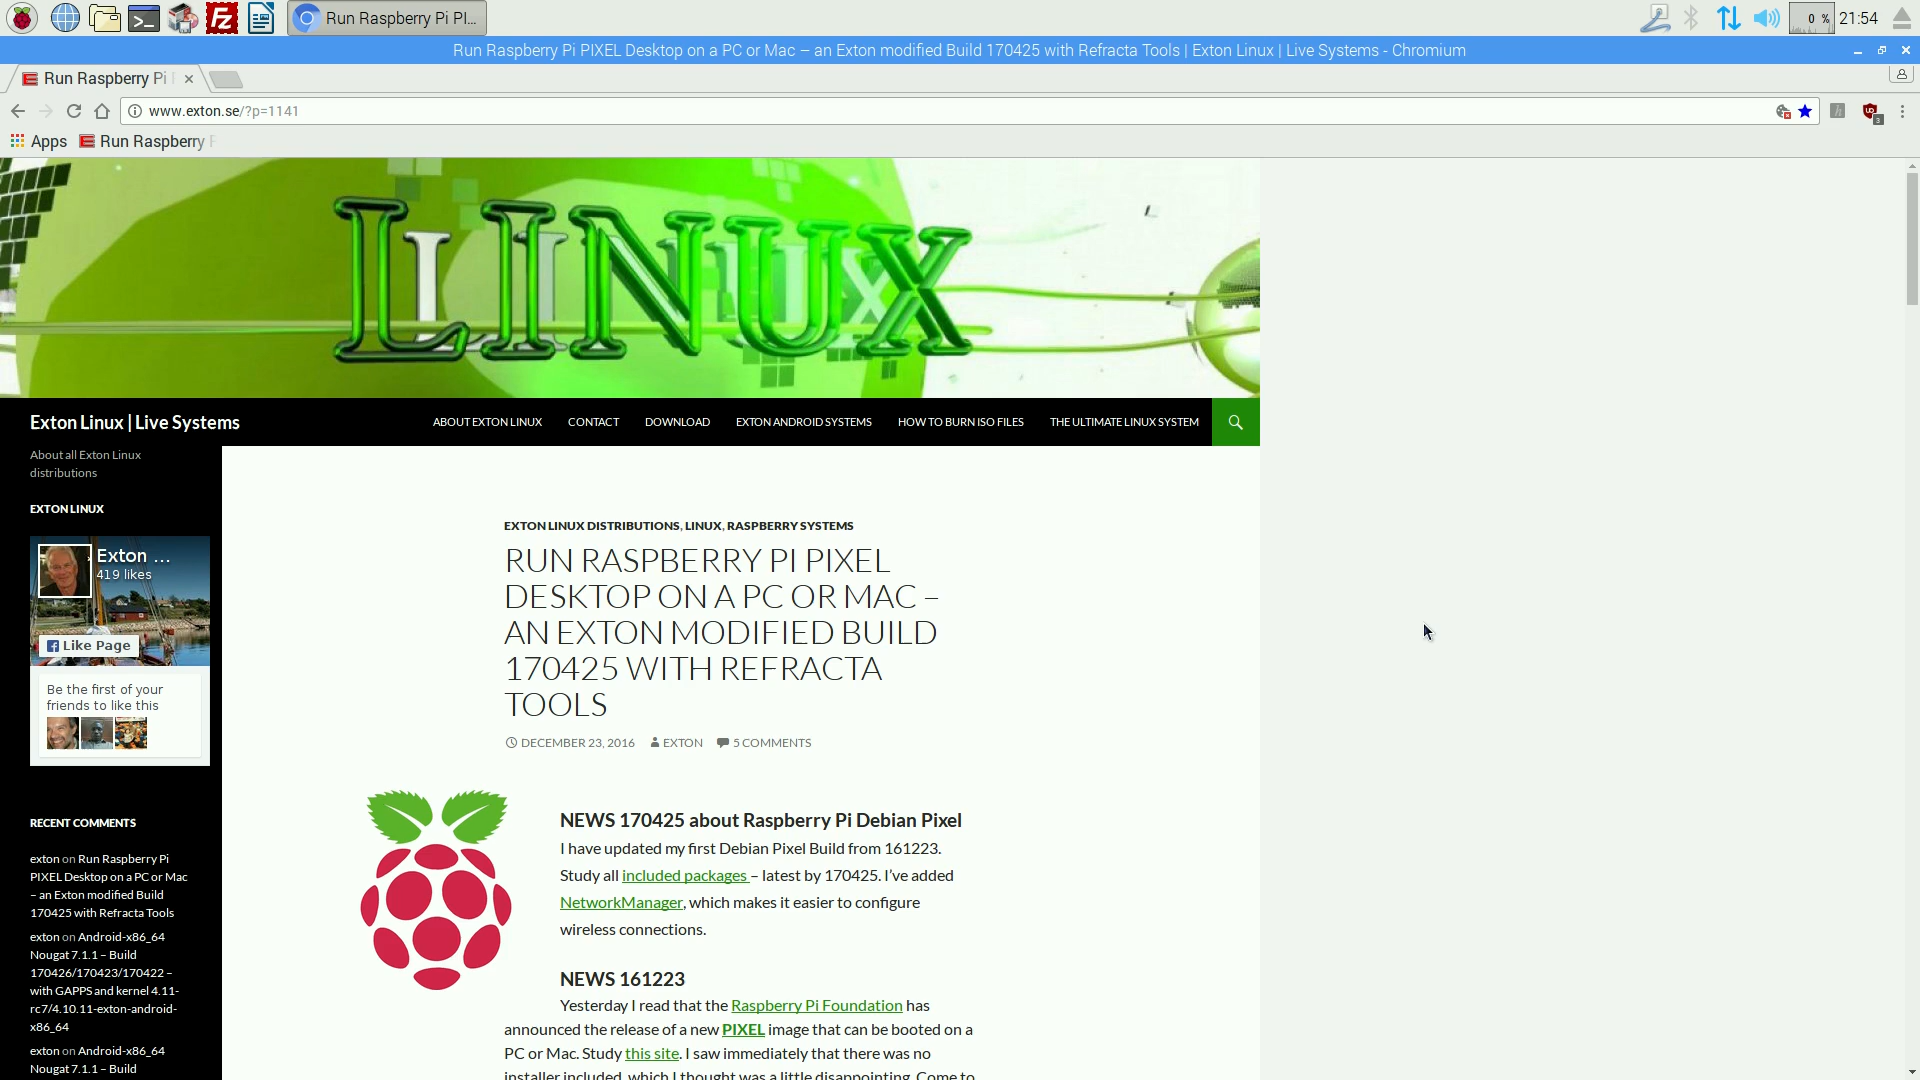 Run Raspberry Pi PI...
0 %
21:54
Run Raspberry Pi PIXEL Desktop on a PC or Mac – an Exton modified Build 170425 with Refracta Tools | Exton Linux | Live Systems - Chromium
Run Raspberry Pi
www.exton.se/?p=1141
3
Apps
Run Raspberry
LINUX
Exton Linux | Live Systems
ABOUT EXTON LINUX
CONTACT
DOWNLOAD
EXTON ANDROID SYSTEMS
HOW TO BURN ISO FILES
THE ULTIMATE LINUX SYSTEM
About all Exton Linux
distributions
EXTON LINUX
Exton ...
419 likes
Like Page
Be the first of your
friends to like this
RECENT COMMENTS
exton on Run Raspberry Pi
PIXEL Desktop on a PC or Mac
– an Exton modified Build
170425 with Refracta Tools
exton on Android-x86_64
Nougat 7.1.1 – Build
170426/170423/170422 –
with GAPPS and kernel 4.11-
rc7/4.10.11-exton-android-
x86_64
exton on Android-x86_64
Nougat 7.1.1 – Build
EXTON LINUX DISTRIBUTIONS, LINUX, RASPBERRY SYSTEMS
RUN RASPBERRY PI PIXEL
DESKTOP ON A PC OR MAC –
AN EXTON MODIFIED BUILD
170425 WITH REFRACTA
TOOLS
DECEMBER 23, 2016
EXTON
5 COMMENTS
NEWS 170425 about Raspberry Pi Debian Pixel
I have updated my first Debian Pixel Build from 161223.
Study all included packages – latest by 170425. I've added
NetworkManager, which makes it easier to configure
wireless connections.
NEWS 161223
Yesterday I read that the Raspberry Pi Foundation has
announced the release of a new PIXEL image that can be booted on a
PC or Mac. Study this site. I saw immediately that there was no
installer included, which I thought was a little disappointing. Come to